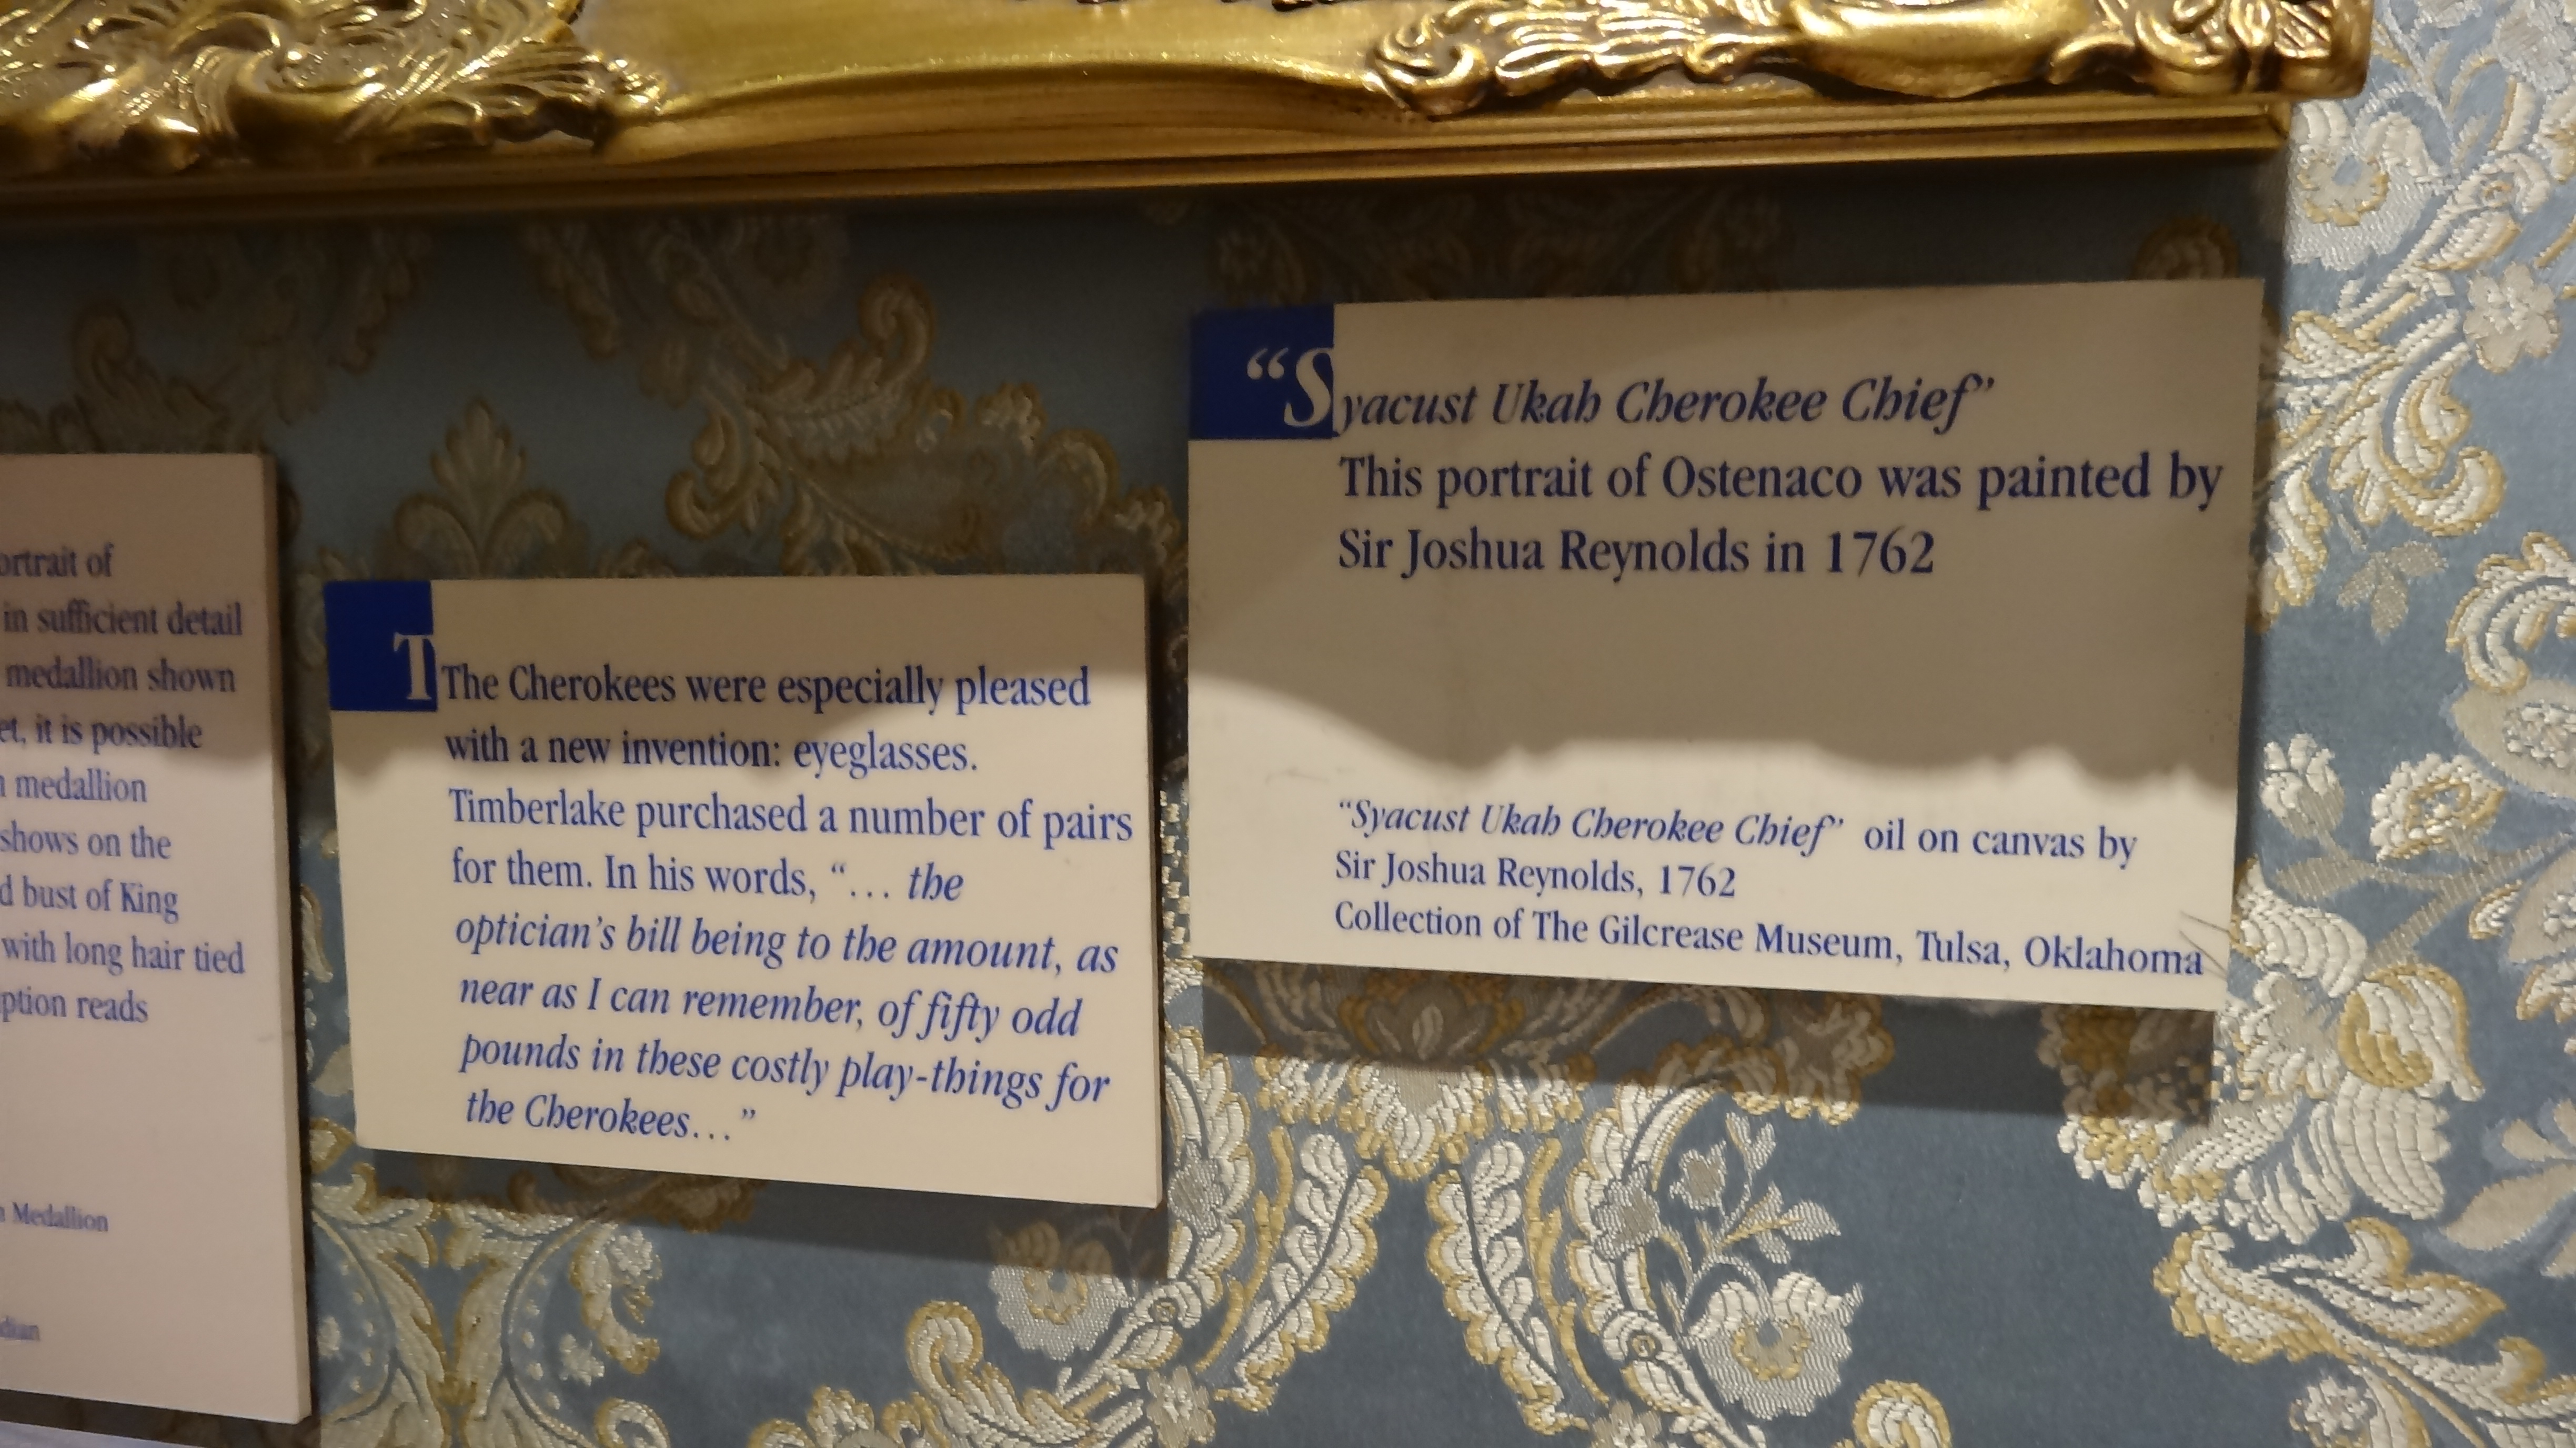 ortrait of
in sufficient detail
medallion shown
et, it is possible
medallion
shows on the
d bust of King
with long hair tied
ption reads
Medallion
dian
T The Cherokees were especially pleased
with a new invention: eyeglasses.
Timberlake purchased a number of pairs
for them. In his words, “… the
optician’s bill being to the amount, as
near as I can remember, of fifty odd
pounds in these costly play-things for
the Cherokees…”
“Syacust Ukah Cherokee Chief”
This portrait of Ostenaco was painted by
Sir Joshua Reynolds in 1762
“Syacust Ukah Cherokee Chief” oil on canvas by
Sir Joshua Reynolds, 1762
Collection of The Gilcrease Museum, Tulsa, Oklahoma